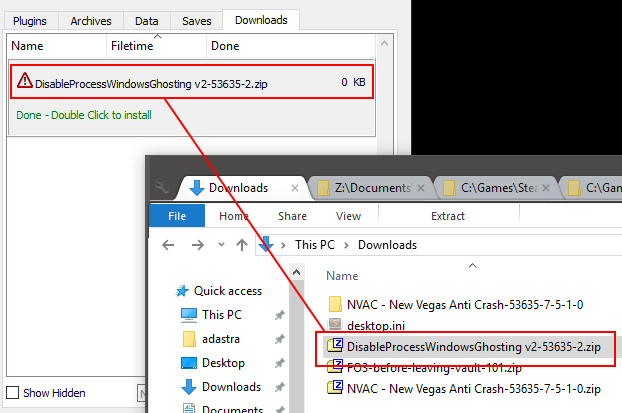 Plugins Archives Data Saves Downloads
Name Filetime Done
DisableProcessWindowsGhosting v2-53635-2.zip 0 KB
Done - Double Click to install
Downloads Z:\Documents\ C:\Games\Stea C:\Gam
File Home Share View Extract
This PC Downloads
Name
Quick access
This PC
adastra
Desktop
Downloads
Documents
NVAC - New Vegas Anti Crash-53635-7-5-1-0
desktop.ini
DisableProcessWindowsGhosting v2-53635-2.zip
FO3-before-leaving-vault-101.zip
NVAC - New Vegas Anti Crash-53635-7-5-1-0.zip
Show Hidden